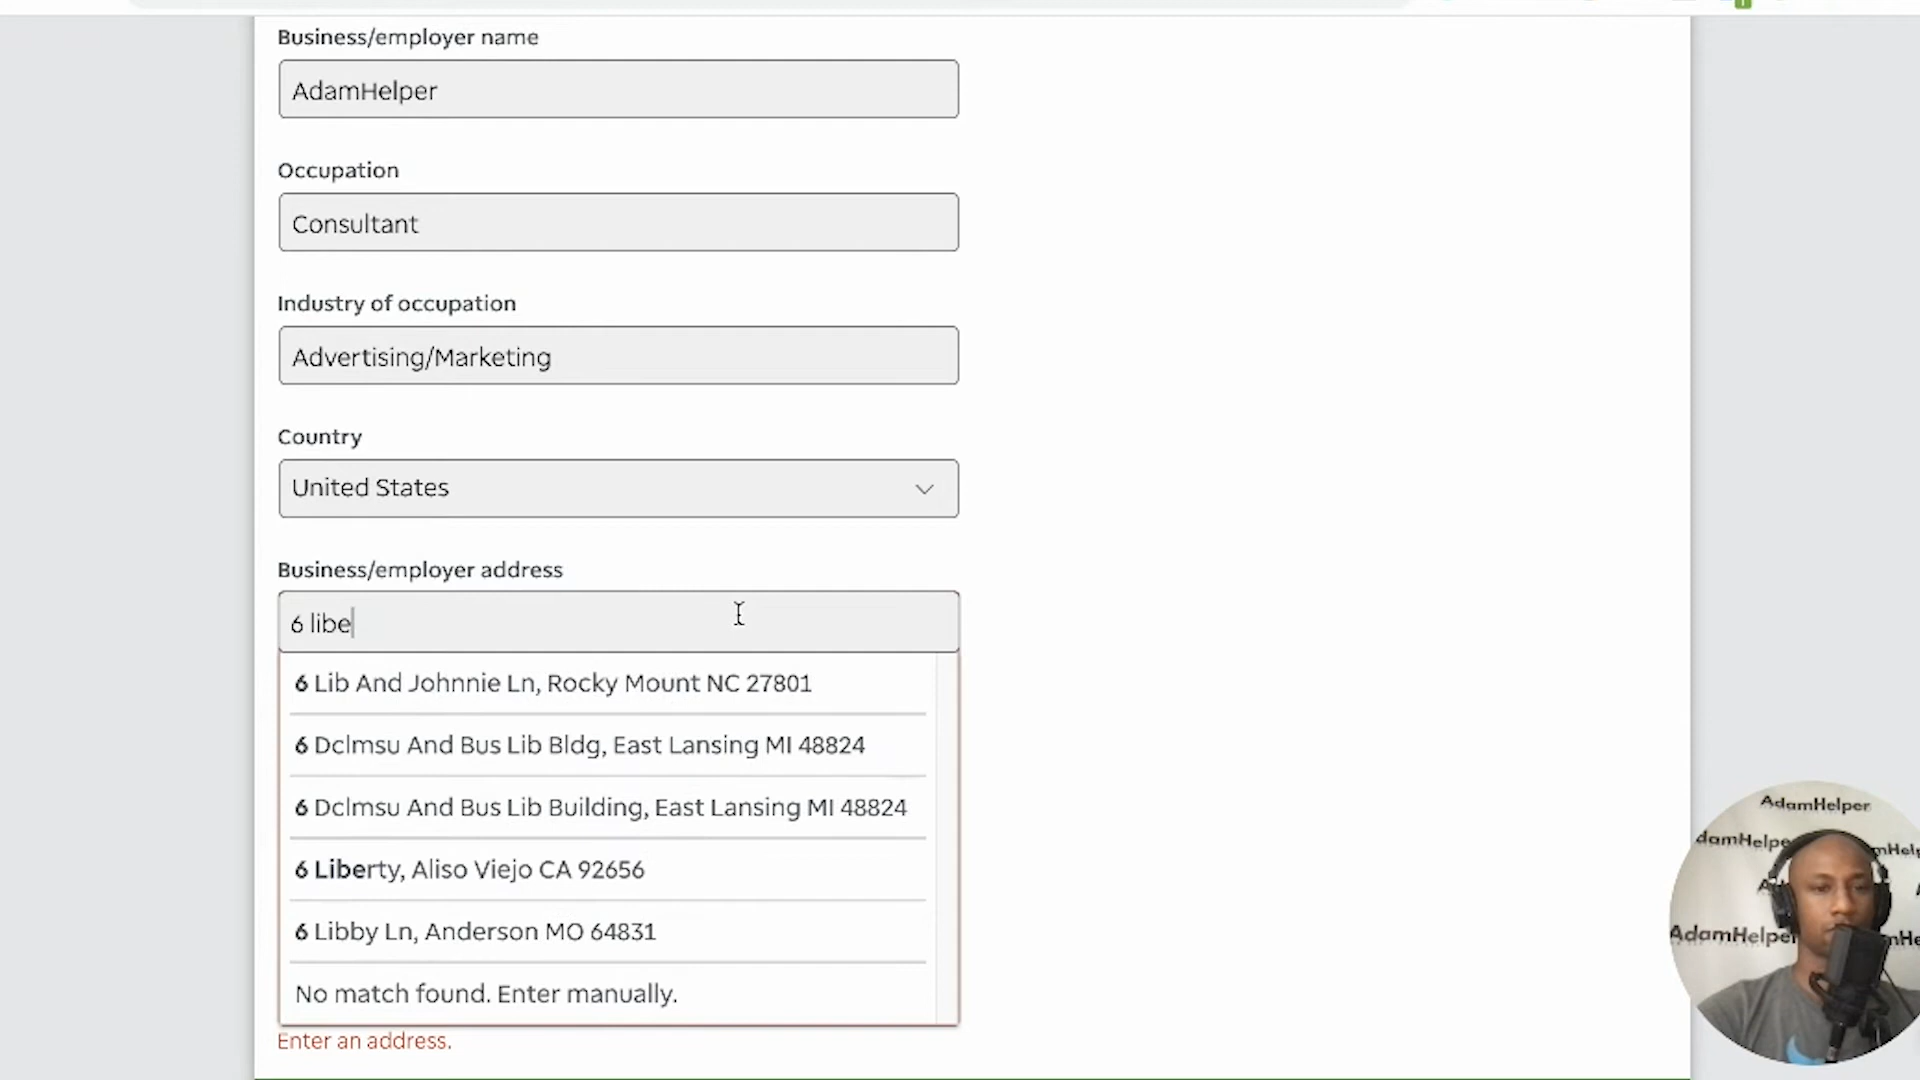 Business/employer name
AdamHelper
Occupation
Consultant
Industry of occupation
Advertising/Marketing
Country
United States
Business/employer address
6 libe
6 Lib And Johnnie Ln, Rocky Mount NC 27801
6 Dclmsu And Bus Lib Bldg, East Lansing MI 48824
6 Dclmsu And Bus Lib Building, East Lansing MI 48824
6 Liberty, Aliso Viejo CA 92656
6 Libby Ln, Anderson MO 64831
No match found. Enter manually.
Enter an address.
AdamHelper
AdamHelper